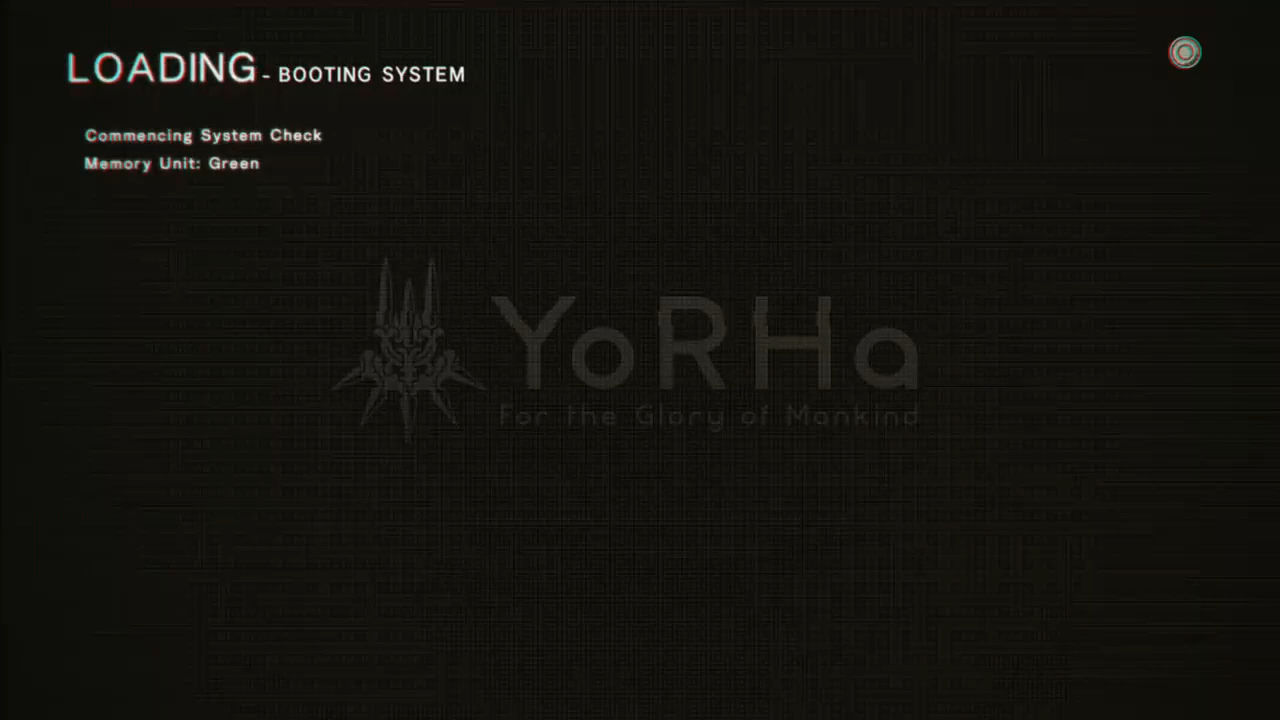 LOADING - BOOTING SYSTEM
Commencing System Check
Memory Unit: Green
YoRHa
For the Glory of Mankind